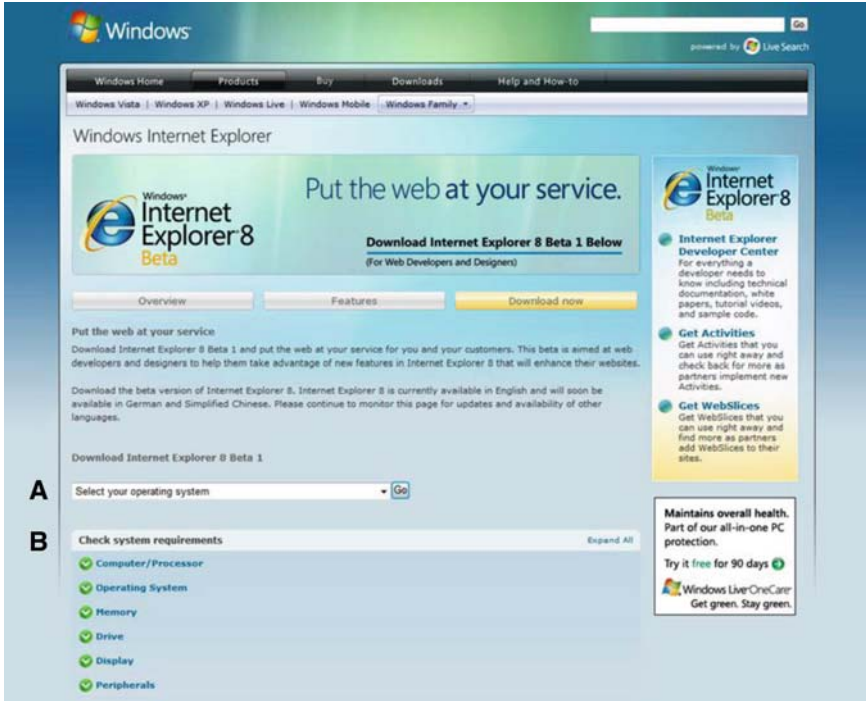 Windows
Go
powered by Live Search
Windows Home Products Buy Downloads Help and How-to
Windows Vista | Windows XP | Windows Live | Windows Mobile Windows Family
Windows Internet Explorer
Windows
Internet
Explorer 8
Beta
Put the web at your service.
Download Internet Explorer 8 Beta 1 Below
(For Web Developers and Designers)
Overview Features Download now
Put the web at your service
Download Internet Explorer 8 Beta 1 and put the web at your service for you and your customers. This beta is aimed at web
developers and designers to help them take advantage of new features in Internet Explorer 8 that will enhance their websites.
Download the beta version of Internet Explorer 8. Internet Explorer 8 is currently available in English and will soon be
available in German and Simplified Chinese. Please continue to monitor this page for updates and availability of other
languages.
Download Internet Explorer 8 Beta 1
A
Select your operating system Go
B
Check system requirements Expand All
Computer/Processor
Operating System
Memory
Drive
Display
Peripherals
Windows
Internet
Explorer 8
Beta
Internet Explorer
Developer Center
For everything a
developer needs to
know including technical
documentation, white
papers, tutorial videos,
and sample code.
Get Activities
Get Activities that you
can use right away and
check back for more as
partners implement new
Activities.
Get WebSlices
Get WebSlices that you
can use right away and
find more as partners
add WebSlices to their
sites.
Maintains overall health.
Part of our all-in-one PC
protection.
Try it free for 90 days
Windows Live OneCare
Get green. Stay green.